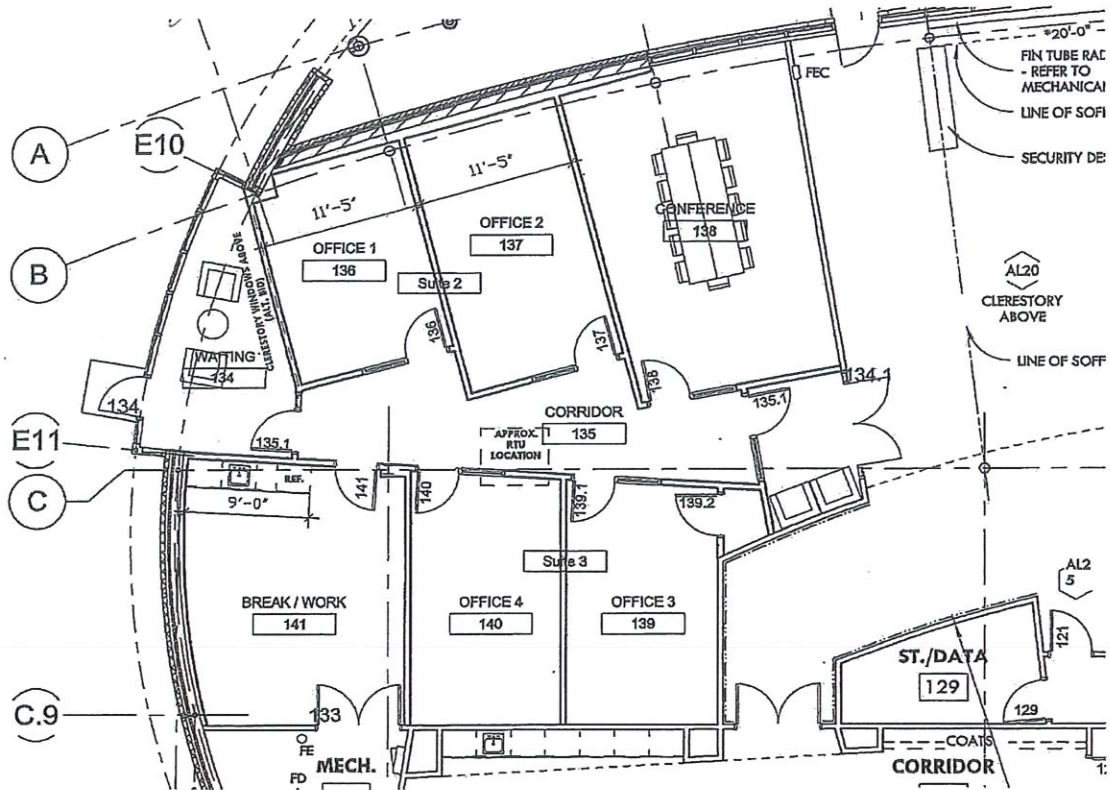 *20'-0"
FIN TUBE RAD
- REFER TO
MECHANICAL
FEC
LINE OF SOFF
A
E10
SECURITY DES
11'-5"
11'-5"
OFFICE 2
137
CONFERENCE
138
OFFICE 1
136
B
Suite 2
CLERESTORY WINDOWS ABOVE
(ALT. BID)
AL20
CLERESTORY
ABOVE
136
137
WAITING
134
LINE OF SOFF
138
134.1
134
135.1
CORRIDOR
135
E11
135.1
APPROX.
RTU
LOCATION
REF.
C
141
140
139.1
139.2
9'-0"
Suite 3
AL2
5
BREAK / WORK
141
OFFICE 4
140
OFFICE 3
139
121
ST./DATA
129
C.9
133
129
FE
COATS
MECH.
FD
CORRIDOR